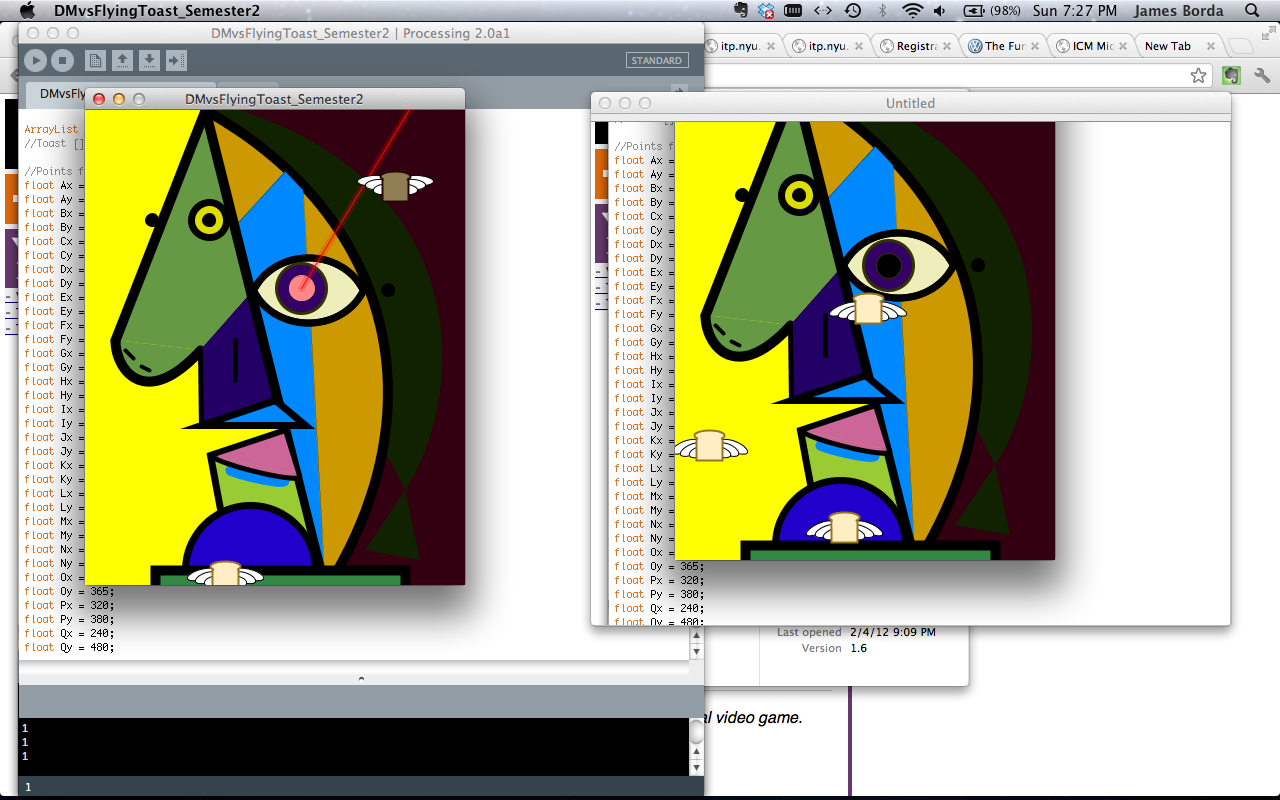 DMvsFlyingToast_Semester2
(98%)
Sun 7:27 PM
James Borda
DMvsFlyingToast_Semester2 | Processing 2.0a1
STANDARD
itp.nyu.
itp.nyu.
Registra
The Fur
ICM Mic
New Tab
DMvsFly
DMvsFlyingToast_Semester2
ArrayList
//Toast []
//Points f
float Ax =
float Ay =
float Bx =
float By =
float Cx =
float Cy =
float Dx =
float Dy =
float Ex =
float Ey =
float Fx =
float Fy =
float Gx =
float Gy =
float Hx =
float Hy =
float Ix =
float Iy =
float Jx =
float Jy =
float Kx =
float Ky =
float Lx =
float Ly =
float Mx =
float My =
float Nx =
float Ny =
float Ox =
float Oy = 365;
float Px = 320;
float Py = 380;
float Qx = 240;
float Qy = 480;
1
1
1
1
Untitled
//Points f
float Ax =
float Ay =
float Bx =
float By =
float Cx =
float Cy =
float Dx =
float Dy =
float Ex =
float Ey =
float Fx =
float Fy =
float Gx =
float Gy =
float Hx =
float Hy =
float Ix =
float Iy =
float Jx =
float Jy =
float Kx =
float Ky =
float Lx =
float Ly =
float Mx =
float My =
float Nx =
float Ny =
float Ox =
float Oy = 365;
float Px = 320;
float Py = 380;
float Qx = 240;
float Qy = 480;
Last opened 2/4/12 9:09 PM
Version 1.6
al video game.